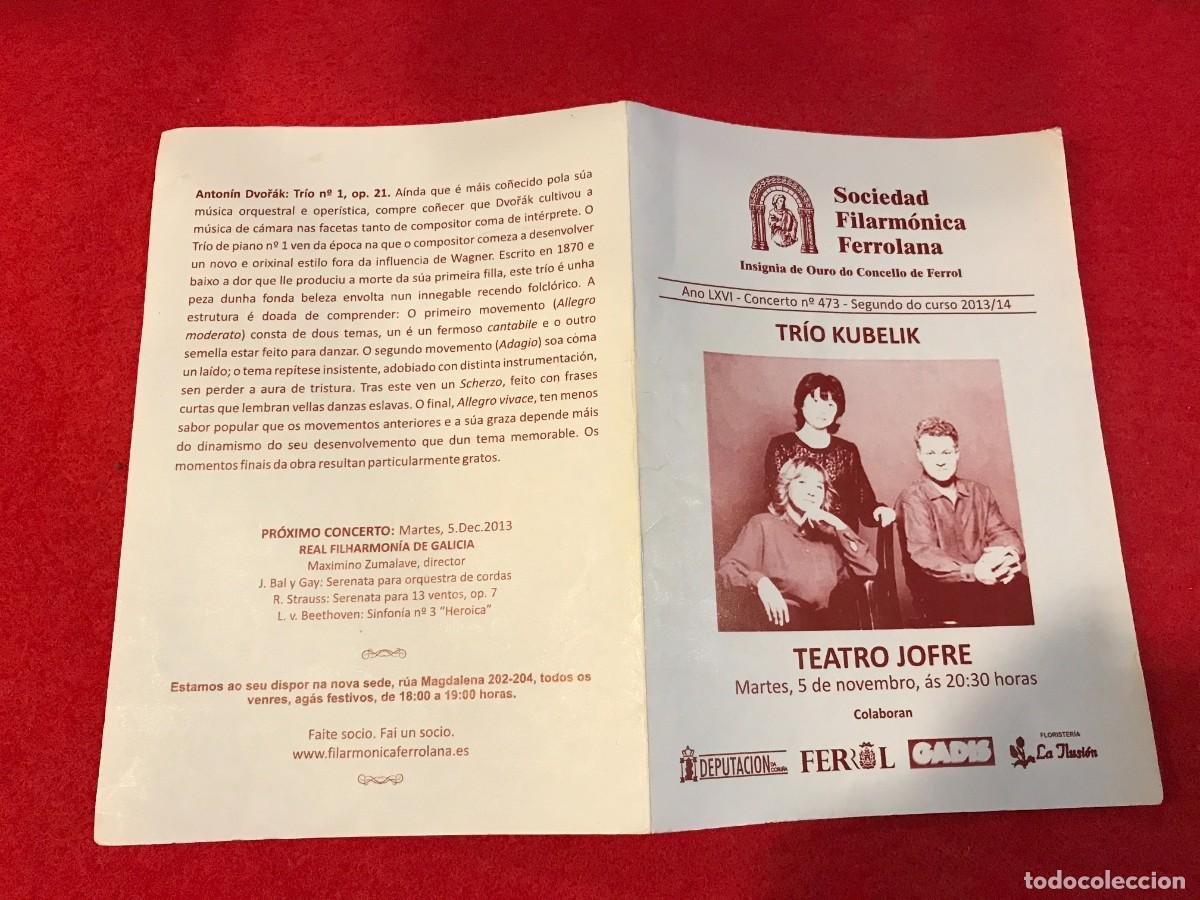 Antonín Dvořák: Trío nº 1, op. 21. Aínda que é máis coñecido pola súa
música orquestral e operística, compre coñecer que Dvořák cultivou a
música de cámara nas facetas tanto de compositor coma de intérprete. O
Trío de piano nº 1 ven da época na que o compositor comeza a desenvolver
un novo e orixinal estilo fora da influencia de Wagner. Escrito en 1870 e
baixo a dor que lle produciu a morte da súa primeira filla, este trío é unha
peza dunha fonda beleza envolta nun innegable recendo folclórico. A
estrutura é doada de comprender: O primeiro movemento (Allegro
moderato) consta de dous temas, un é un fermoso cantabile e o outro
semella estar feito para danzar. O segundo movemento (Adagio) soa coma
un laído; o tema repítese insistente, adobiado con distinta instrumentación,
sen perder a aura de tristura. Tras este ven un Scherzo, feito con frases
curtas que lembran vellas danzas eslavas. O final, Allegro vivace, ten menos
sabor popular que os movementos anteriores e a súa graza depende máis
do dinamismo do seu desenvolvemento que dun tema memorable. Os
momentos finais da obra resultan particularmente gratos.
PRÓXIMO CONCERTO: Martes, 5.Dec.2013
REAL FILHARMONÍA DE GALICIA
Maximino Zumalave, director
J. Bal y Gay: Serenata para orquestra de cordas
R. Strauss: Serenata para 13 ventos, op. 7
L. v. Beethoven: Sinfonía nº 3 “Heroica”
Estamos ao seu dispor na nova sede, rúa Magdalena 202-204, todos os
venres, agás festivos, de 18:00 a 19:00 horas.
Faite socio. Fai un socio.
www.filarmonicaferrolana.es
Sociedad
Filarmónica
Ferrolana
Insignia de Ouro do Concello de Ferrol
Ano LXVI - Concerto nº 473 - Segundo do curso 2013/14
TRÍO KUBELIK
TEATRO JOFRE
Martes, 5 de novembro, ás 20:30 horas
Colaboran
DEPUTACION DA CORUÑA
FERROL
GADIS
FLORISTERÍA
La Ilusión
todocoleccion